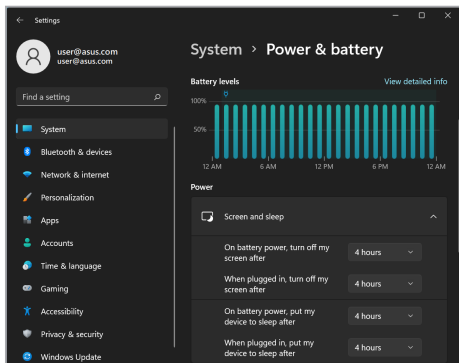 Settings
user@asus.com
user@asus.com
Find a setting
System
Bluetooth & devices
Network & internet
Personalization
Apps
Accounts
Time & language
Gaming
Accessibility
Privacy & security
Windows Update
System > Power & battery
Battery levels
View detailed info
100%
50%
12 AM 6 AM 12 PM 6 PM 12 AM
Power
Screen and sleep
On battery power, turn off my
screen after
4 hours
When plugged in, turn off my
screen after
4 hours
On battery power, put my
device to sleep after
4 hours
When plugged in, put my
device to sleep after
4 hours